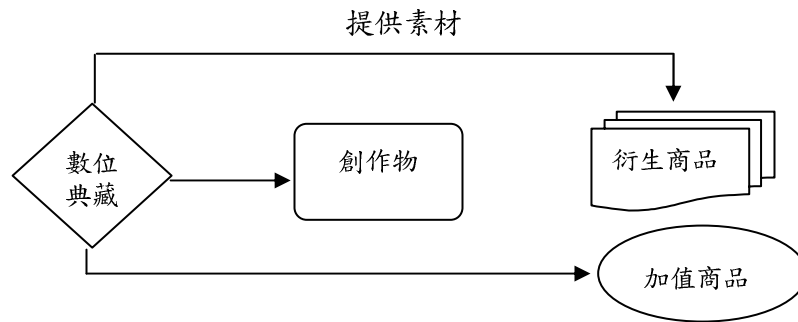 提供素材
數位
典藏
創作物
衍生商品
加值商品